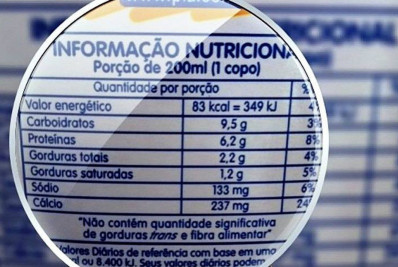 INFORMAÇÃO NUTRICIONA
Porção de 200ml (1 copo)
Quantidade por porção %
Valor energético 83 kcal = 349 kJ 4
Carboidratos 9,5 g 3%
Proteínas 6,2 g 8%
Gorduras totais 2,2 g 4%
Gorduras saturadas 1,2 g 5%
Sódio 133 mg 6%
Cálcio 237 mg 24
"Não contém quantidade significativa
de gorduras trans e fibra alimentar"
Valores Diários de referência com base em uma
ou 8.400 kJ. Seus valores diários podem